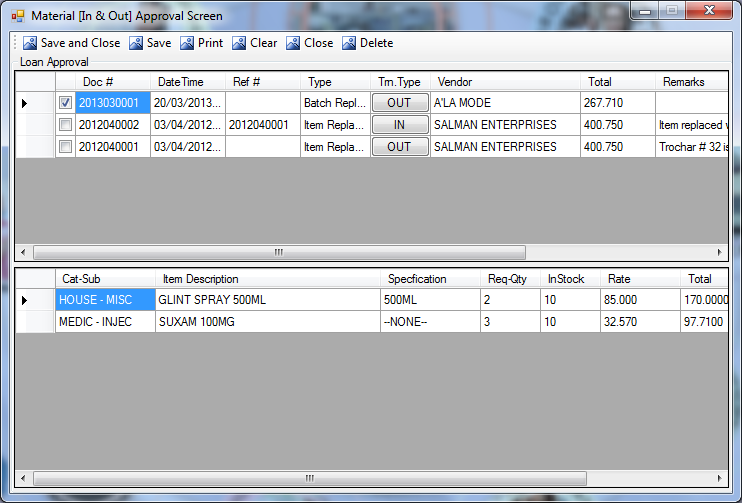 Material [In & Out] Approval Screen
Save and Close Save Print Clear Close Delete
Loan Approval
Doc # DateTime Ref # Type Trn.Type Vendor Total Remarks
2013030001 20/03/2013... Batch Repl... OUT A'LA MODE 267.710
2012040002 03/04/2012... 2012040001 Item Repla... IN SALMAN ENTERPRISES 400.750 Item replaced w
2012040001 03/04/2012... Item Repla... OUT SALMAN ENTERPRISES 400.750 Trochar # 32 is
Cat-Sub Item Description Specfication Req-Qty InStock Rate Total
HOUSE - MISC GLINT SPRAY 500ML 500ML 2 10 85.000 170.0000
MEDIC - INJEC SUXAM 100MG --NONE-- 3 10 32.570 97.7100